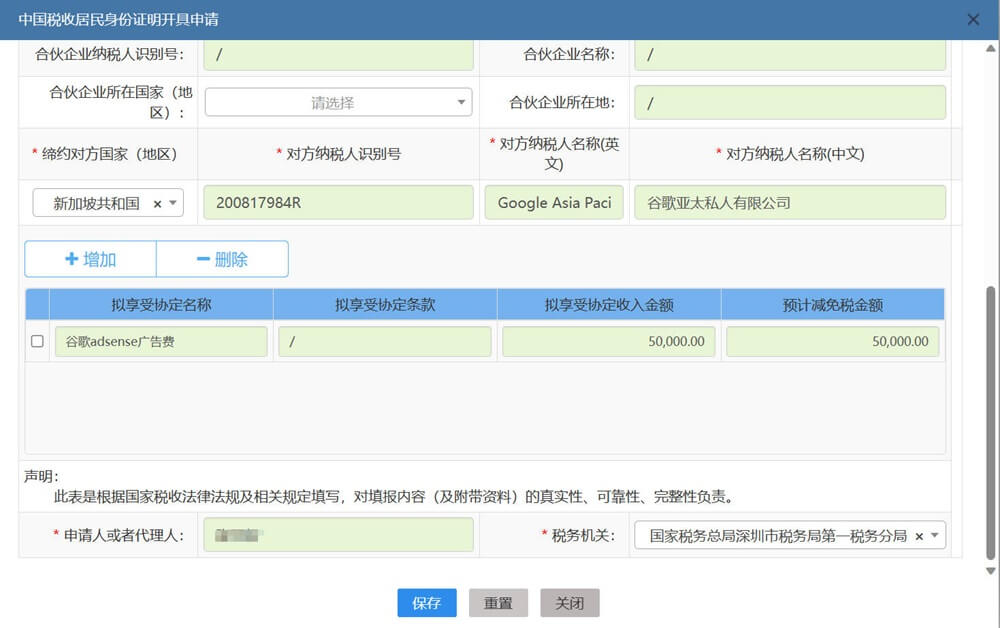 中国税收居民身份证明开具申请
合伙企业纳税人识别号： / 合伙企业名称： /
合伙企业所在国家（地区）： 请选择 合伙企业所在地： /
* 缔约对方国家（地区） * 对方纳税人识别号 * 对方纳税人名称(英文) * 对方纳税人名称(中文)
新加坡共和国 × 200817984R Google Asia Paci 谷歌亚太私人有限公司
+ 增加 − 删除
拟享受协定名称 拟享受协定条款 拟享受协定收入金额 预计减免税金额
谷歌adsense广告费 / 50,000.00 50,000.00
声明：
此表是根据国家税收法律法规及相关规定填写，对填报内容（及附带资料）的真实性、可靠性、完整性负责。
* 申请人或者代理人： * 税务机关： 国家税务总局深圳市税务局第一税务分局 ×
保存 重置 关闭